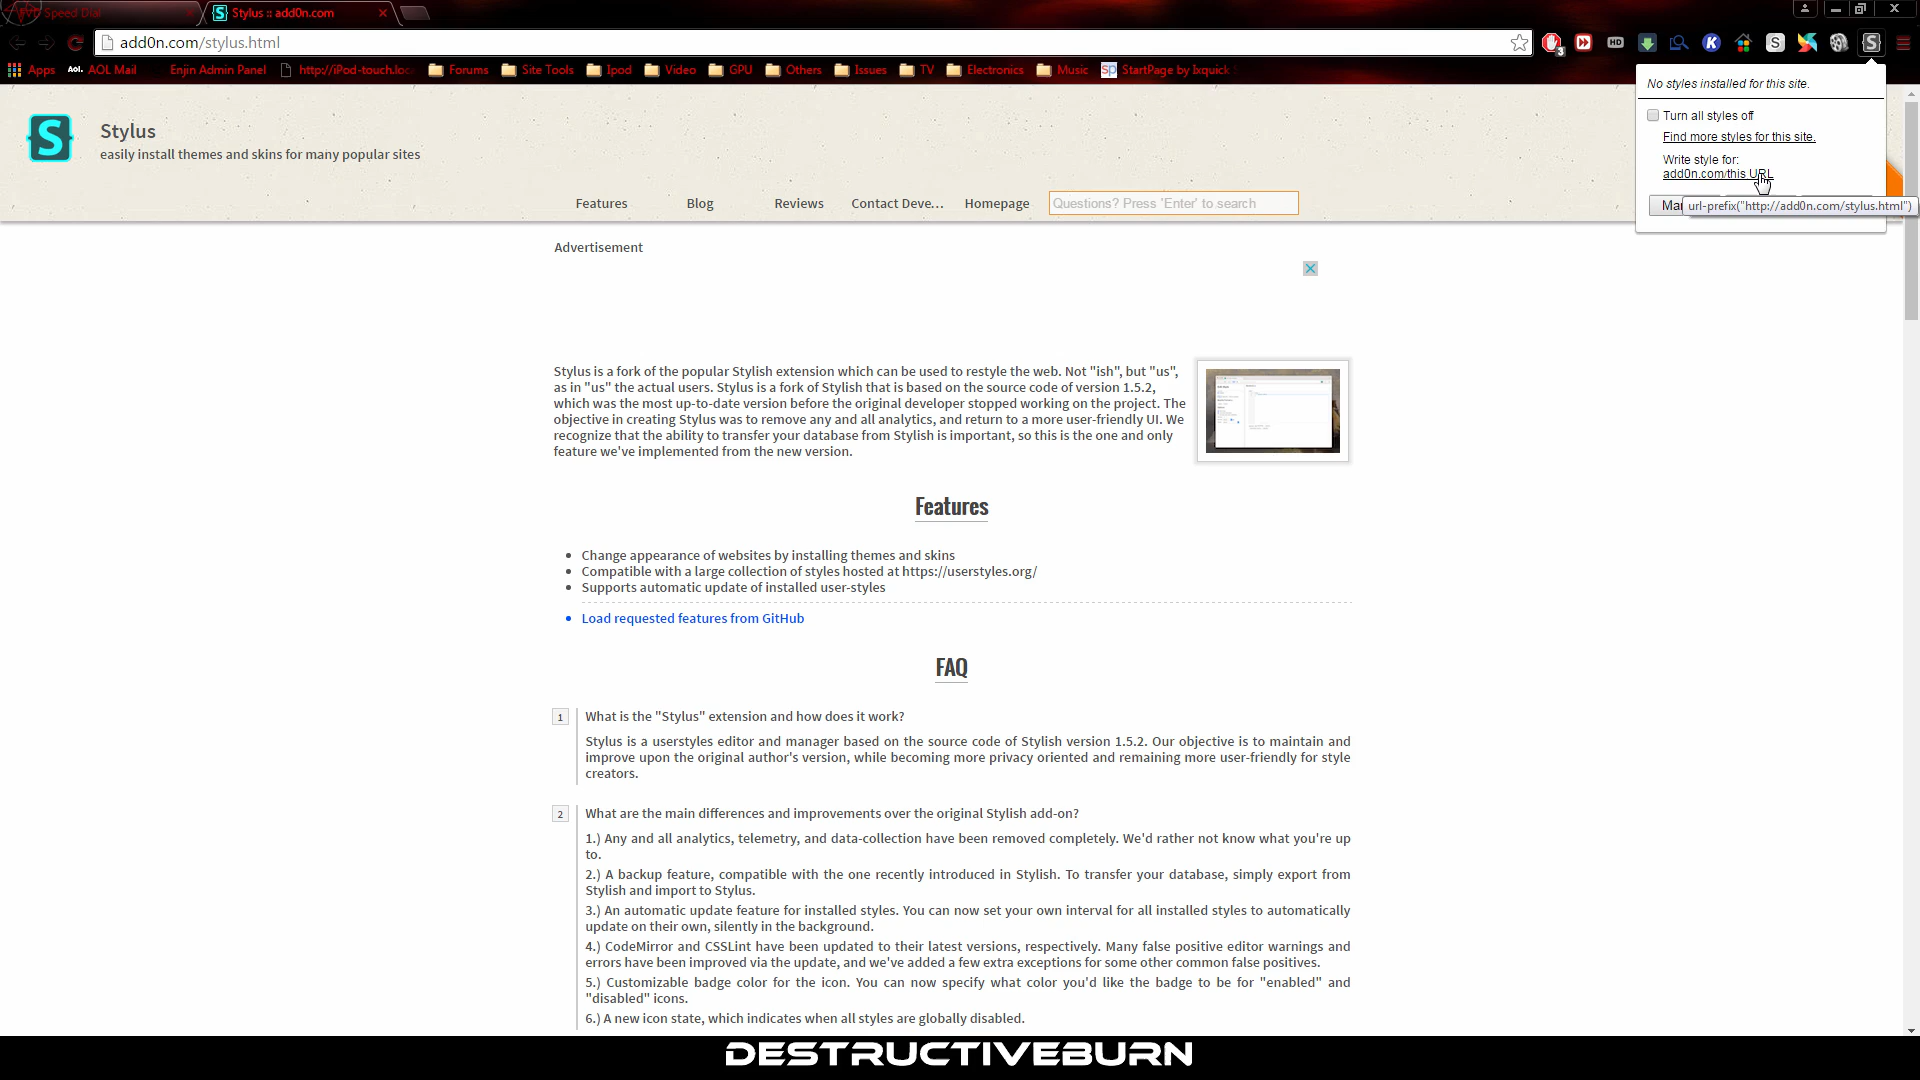 Speed Dial
Stylus :: add0n.com
add0n.com/stylus.html
Apps
Aol.
AOL Mail
Enjin Admin Panel
http://iPod-touch.loc
Forums
Site Tools
Ipod
Video
GPU
Others
Issues
TV
Electronics
Music
SP
StartPage by Ixquick
3
HD
K
S
S
No styles installed for this site.
Turn all styles off
Find more styles for this site.
Write style for:
add0n.com/this URL
url-prefix("http://add0n.com/stylus.html")
S
Stylus
easily install themes and skins for many popular sites
Features
Blog
Reviews
Contact Deve...
Homepage
Questions? Press 'Enter' to search
Advertisement
Stylus is a fork of the popular Stylish extension which can be used to restyle the web. Not "ish", but "us",
as in "us" the actual users. Stylus is a fork of Stylish that is based on the source code of version 1.5.2,
which was the most up-to-date version before the original developer stopped working on the project. The
objective in creating Stylus was to remove any and all analytics, and return to a more user-friendly UI. We
recognize that the ability to transfer your database from Stylish is important, so this is the one and only
feature we've implemented from the new version.
Features
Change appearance of websites by installing themes and skins
Compatible with a large collection of styles hosted at https://userstyles.org/
Supports automatic update of installed user-styles
Load requested features from GitHub
FAQ
1 What is the "Stylus" extension and how does it work?
Stylus is a userstyles editor and manager based on the source code of Stylish version 1.5.2. Our objective is to maintain and
improve upon the original author's version, while becoming more privacy oriented and remaining more user-friendly for style
creators.
2 What are the main differences and improvements over the original Stylish add-on?
1.) Any and all analytics, telemetry, and data-collection have been removed completely. We'd rather not know what you're up
to.
2.) A backup feature, compatible with the one recently introduced in Stylish. To transfer your database, simply export from
Stylish and import to Stylus.
3.) An automatic update feature for installed styles. You can now set your own interval for all installed styles to automatically
update on their own, silently in the background.
4.) CodeMirror and CSSLint have been updated to their latest versions, respectively. Many false positive editor warnings and
errors have been improved via the update, and we've added a few extra exceptions for some other common false positives.
5.) Customizable badge color for the icon. You can now specify what color you'd like the badge to be for "enabled" and
"disabled" icons.
6.) A new icon state, which indicates when all styles are globally disabled.
DESTRUCTIVEBURN